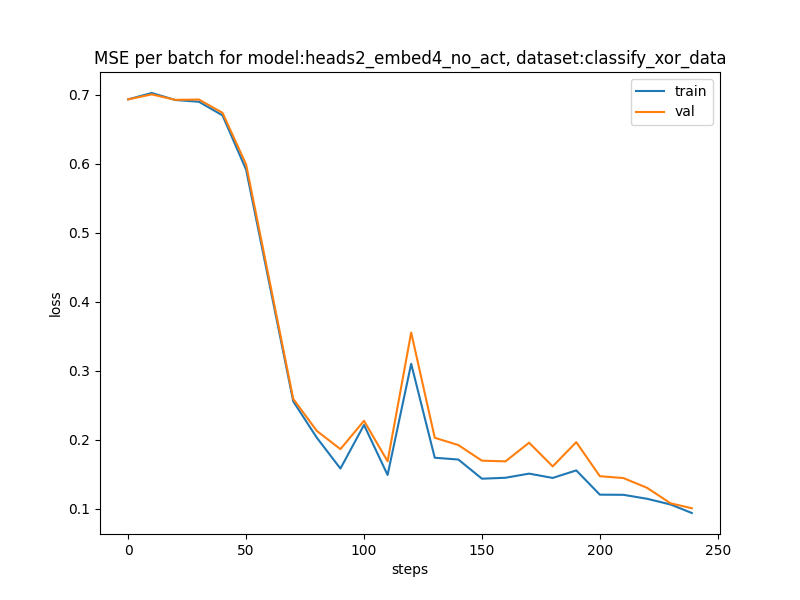 MSE per batch for model:heads2_embed4_no_act, dataset:classify_xor_data
train
val
0.7
0.6
0.5
0.4
0.3
0.2
0.1
loss
0
50
100
150
200
250
steps